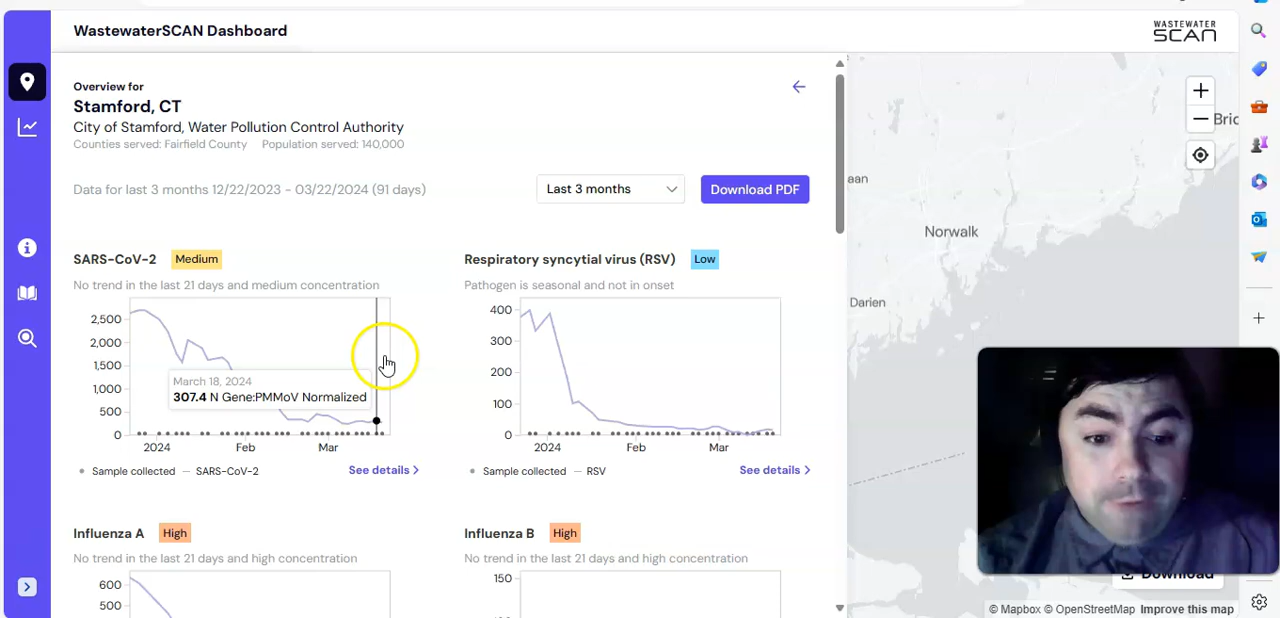 WastewaterSCAN Dashboard
WASTEWATER
SCAN
Overview for
Stamford, CT
City of Stamford, Water Pollution Control Authority
Counties served: Fairfield County Population served: 140,000
Data for last 3 months 12/22/2023 - 03/22/2024 (91 days)
Last 3 months
Download PDF
SARS-CoV-2 Medium
No trend in the last 21 days and medium concentration
2,500
2,000
1,500
1,000
500
0
March 18, 2024
307.4 N Gene:PMMoV Normalized
2024 Feb Mar
Sample collected SARS-CoV-2
See details
Respiratory syncytial virus (RSV) Low
Pathogen is seasonal and not in onset
400
300
200
100
0
2024 Feb Mar
Sample collected RSV
See details
Influenza A High
No trend in the last 21 days and high concentration
600
500
Influenza B High
No trend in the last 21 days and high concentration
150
Norwalk
Darien
Download
© Mapbox © OpenStreetMap Improve this map